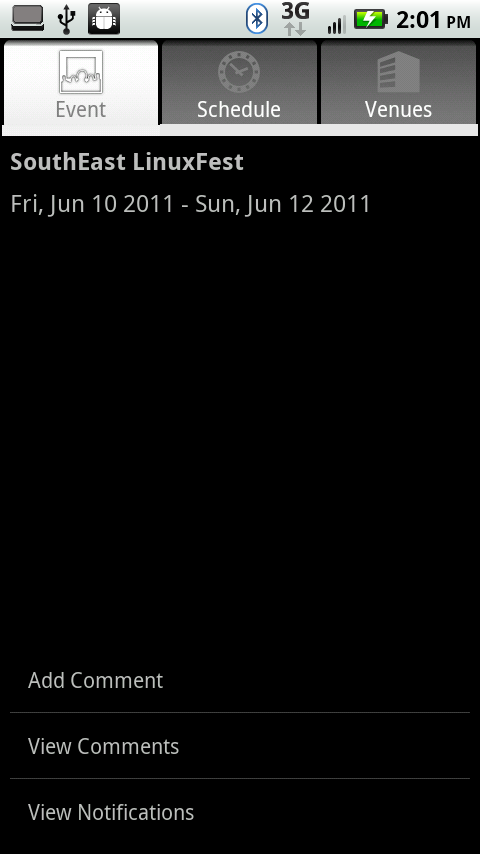 3G
2:01 PM
Event
Schedule
Venues
SouthEast LinuxFest
Fri, Jun 10 2011 - Sun, Jun 12 2011
Add Comment
View Comments
View Notifications